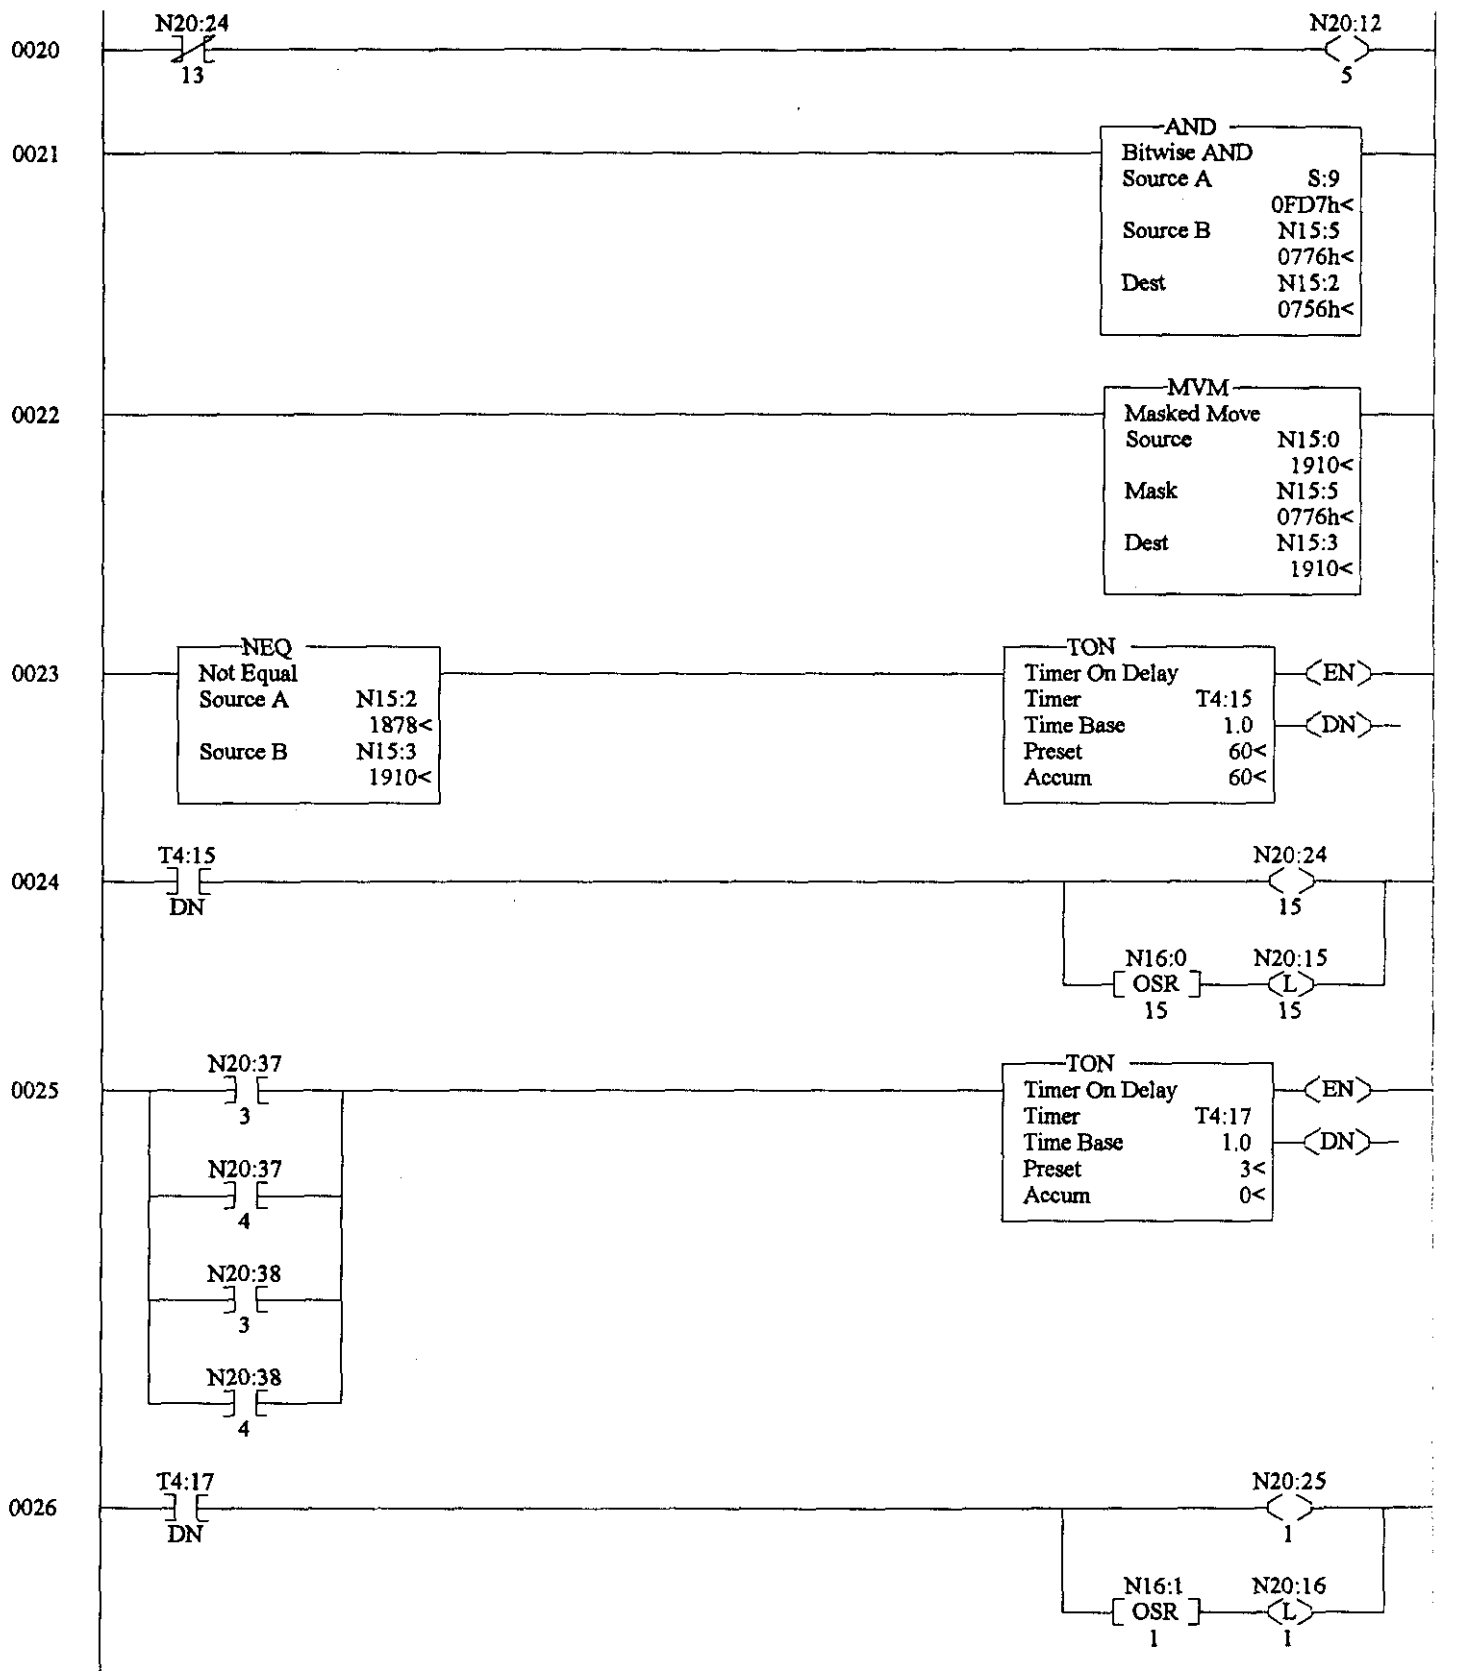 N20:24 N20:12
0020
13 5
AND
0021 Bitwise AND
Source A S:9
0FD7h<
Source B N15:5
0776h<
Dest N15:2
0756h<
MVM
0022 Masked Move
Source N15:0
1910<
Mask N15:5
0776h<
Dest N15:3
1910<
NEQ TON
0023 Not Equal Timer On Delay EN
Source A N15:2 Timer T4:15
1878< Time Base 1.0 DN
Source B N15:3 Preset 60<
1910< Accum 60<
T4:15 N20:24
0024
DN 15
N16:0 N20:15
OSR L
15 15
N20:37 TON
0025 Timer On Delay EN
3 Timer T4:17
Time Base 1.0 DN
N20:37 Preset 3<
Accum 0<
4
N20:38
3
N20:38
4
T4:17 N20:25
0026
DN 1
N16:1 N20:16
OSR L
1 1